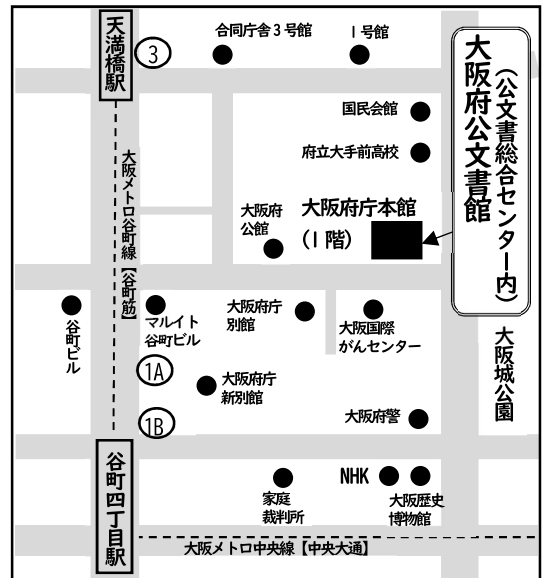 天満橋駅
3
合同庁舎3号館
1号館
大阪府公文書館
（公文書総合センター内）
国民会館
府立大手前高校
大阪メトロ谷町線【谷町筋】
大阪府
公館
大阪府庁本館
（1階）
谷町ビル
マルイト
谷町ビル
大阪府庁
別館
大阪国際
がんセンター
大阪城公園
1A
大阪府庁
新別館
1B
大阪府警
谷町四丁目駅
家庭
裁判所
NHK
大阪歴史
博物館
大阪メトロ中央線【中央大通】